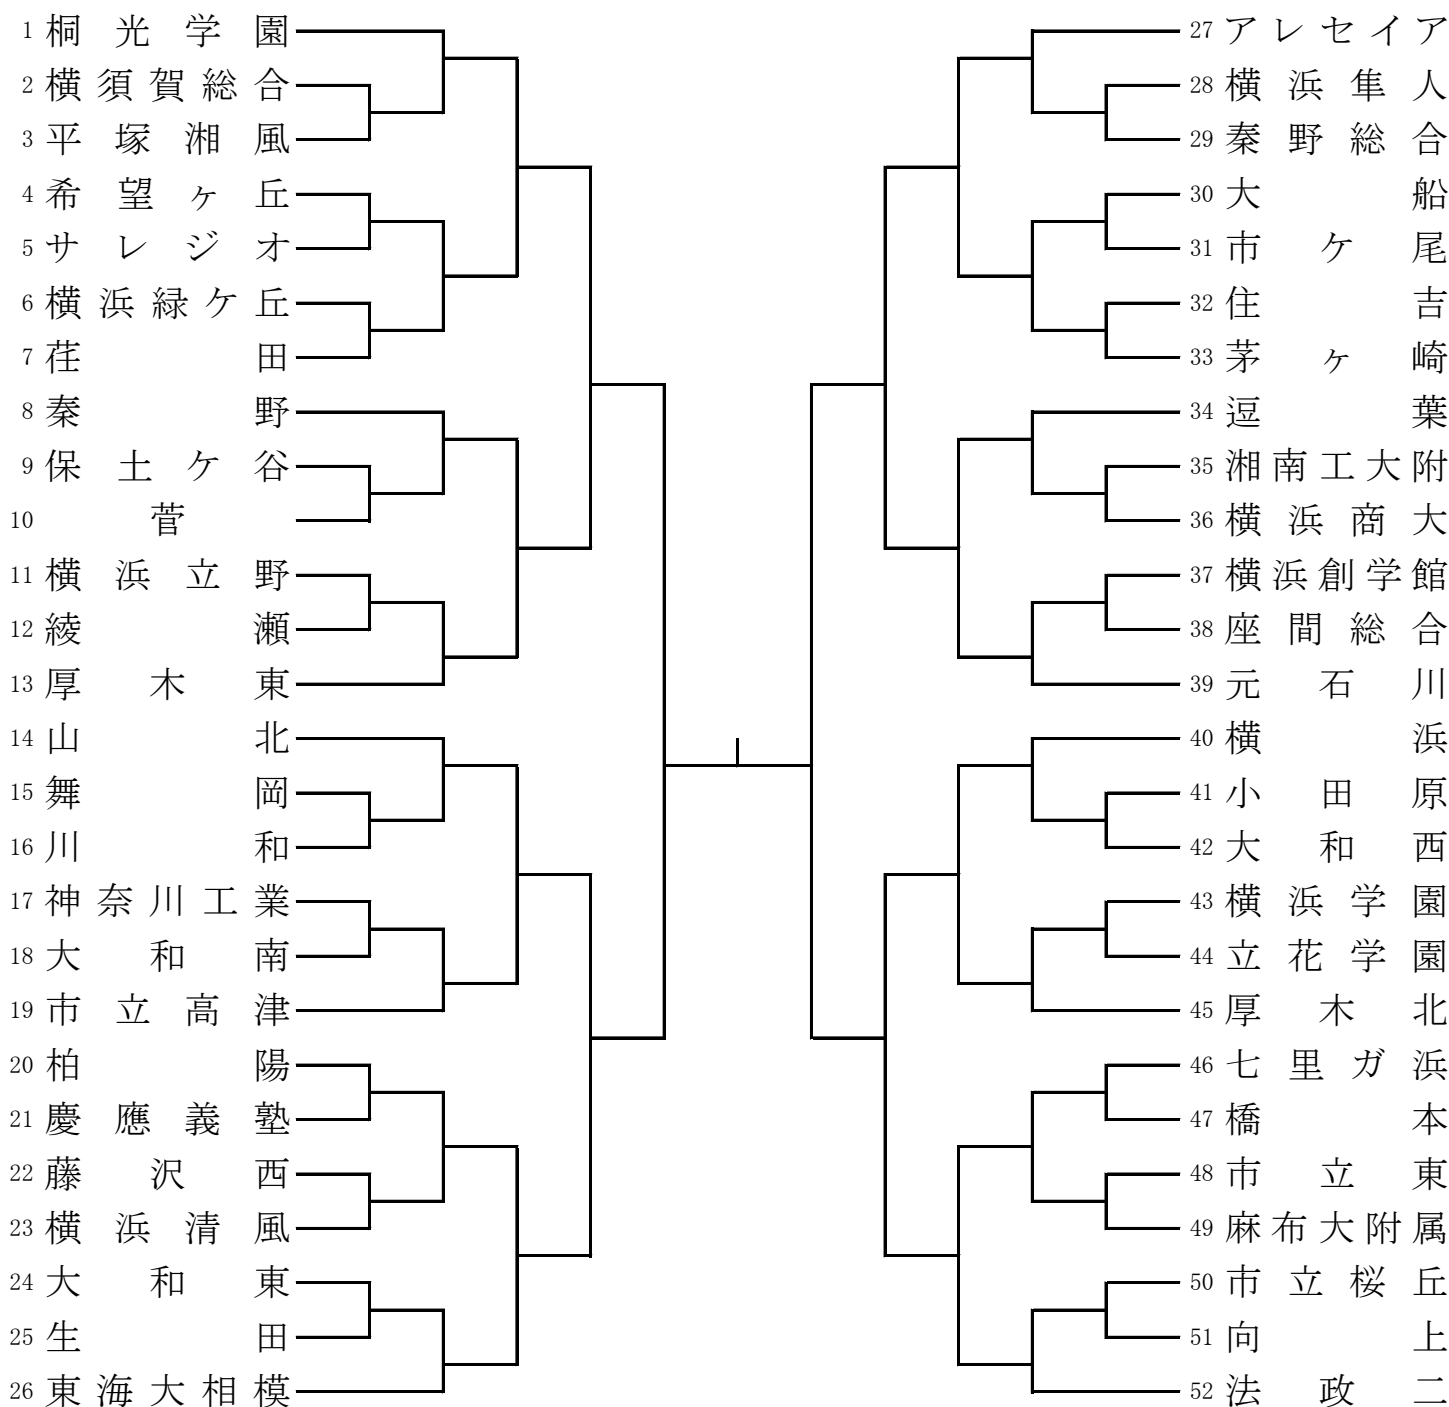 1 桐光学園
2 横須賀総合
3 平塚湘風
4 希望ヶ丘
5 サレジオ
6 横浜緑ケ丘
7 荏田
8 秦野
9 保土ケ谷
10 菅
11 横浜立野
12 綾瀬
13 厚木東
14 山北
15 舞岡
16 川和
17 神奈川工業
18 大和南
19 市立高津
20 柏陽
21 慶應義塾
22 藤沢西
23 横浜清風
24 大和東
25 生田
26 東海大相模
27 アレセイア
28 横浜隼人
29 秦野総合
30 大船
31 市ケ尾
32 住吉
33 茅ヶ崎
34 逗葉
35 湘南工大附
36 横浜商大
37 横浜創学館
38 座間総合
39 元石川
40 横浜
41 小田原
42 大和西
43 横浜学園
44 立花学園
45 厚木北
46 七里ガ浜
47 橋本
48 市立東
49 麻布大附属
50 市立桜丘
51 向上
52 法政二